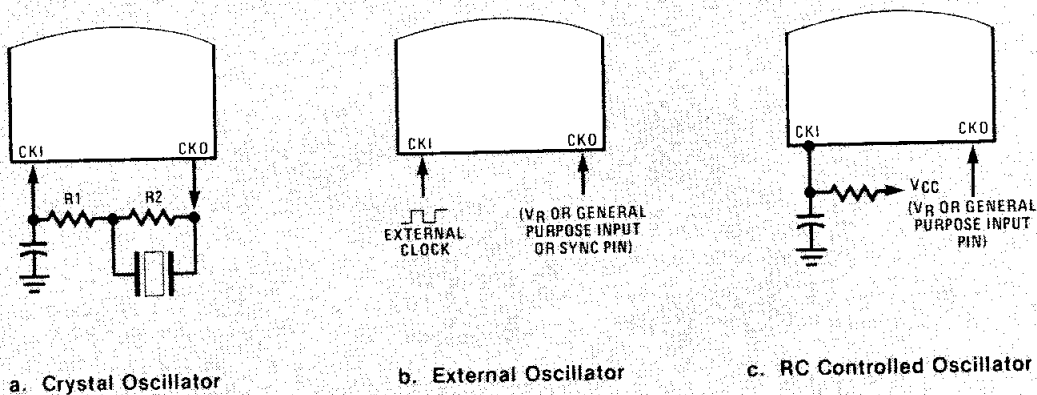 CKI CKO
R1 R2
a. Crystal Oscillator
CKI CKO
EXTERNAL
CLOCK
(VR OR GENERAL
PURPOSE INPUT
OR SYNC PIN)
b. External Oscillator
CKI CKO
VCC
(VR OR GENERAL
PURPOSE INPUT
PIN)
c. RC Controlled Oscillator